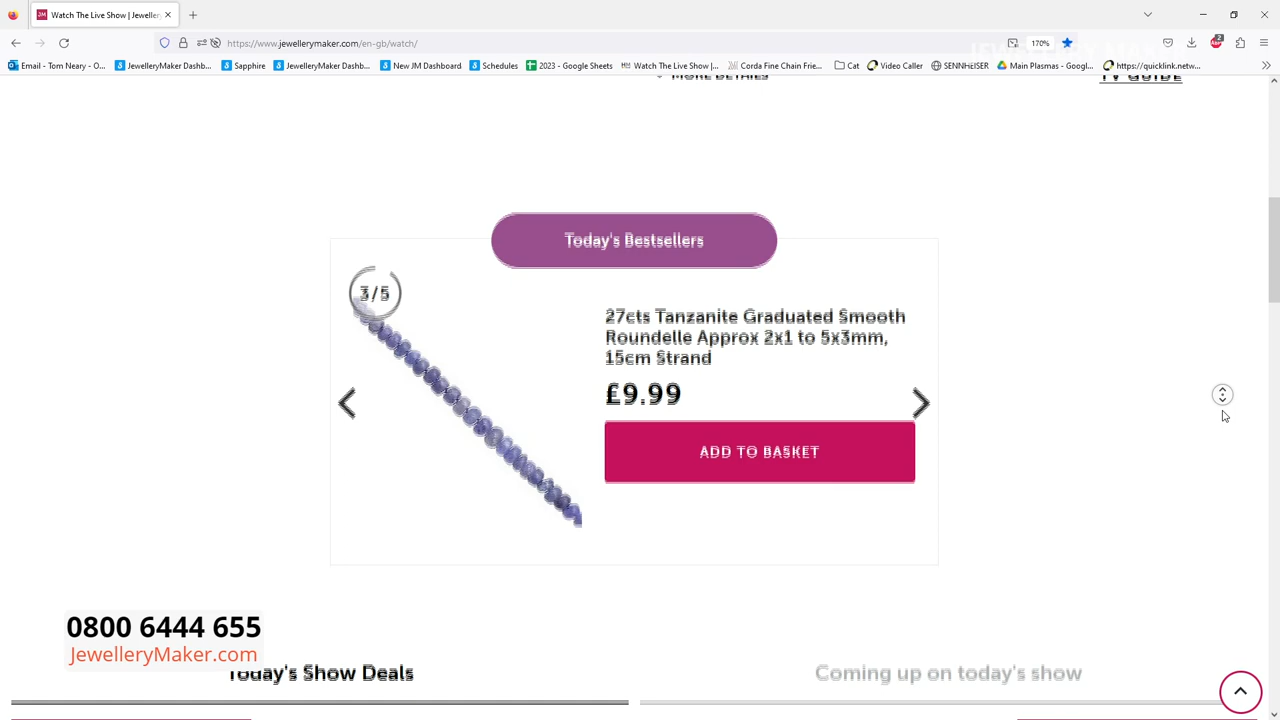 Watch The Live Show | Jeweller
https://www.jewellerymaker.com/en-gb/watch/
170%
2
JEWELLERY MAKER
Email - Tom Neary - O...
JewelleryMaker Dashb...
Sapphire
JewelleryMaker Dashb...
New JM Dashboard
Schedules
2023 - Google Sheets
Watch The Live Show |...
Corda Fine Chain Frie...
Cat
Video Caller
SENNHEISER
Main Plasmas - Googl...
https://quicklink.netw...
MORE DETAILS
TV GUIDE
Today's Bestsellers
3/5
27cts Tanzanite Graduated Smooth
Roundelle Approx 2x1 to 5x3mm,
15cm Strand
£9.99
ADD TO BASKET
0800 6444 655
JewelleryMaker.com
Today's Show Deals
Coming up on today's show